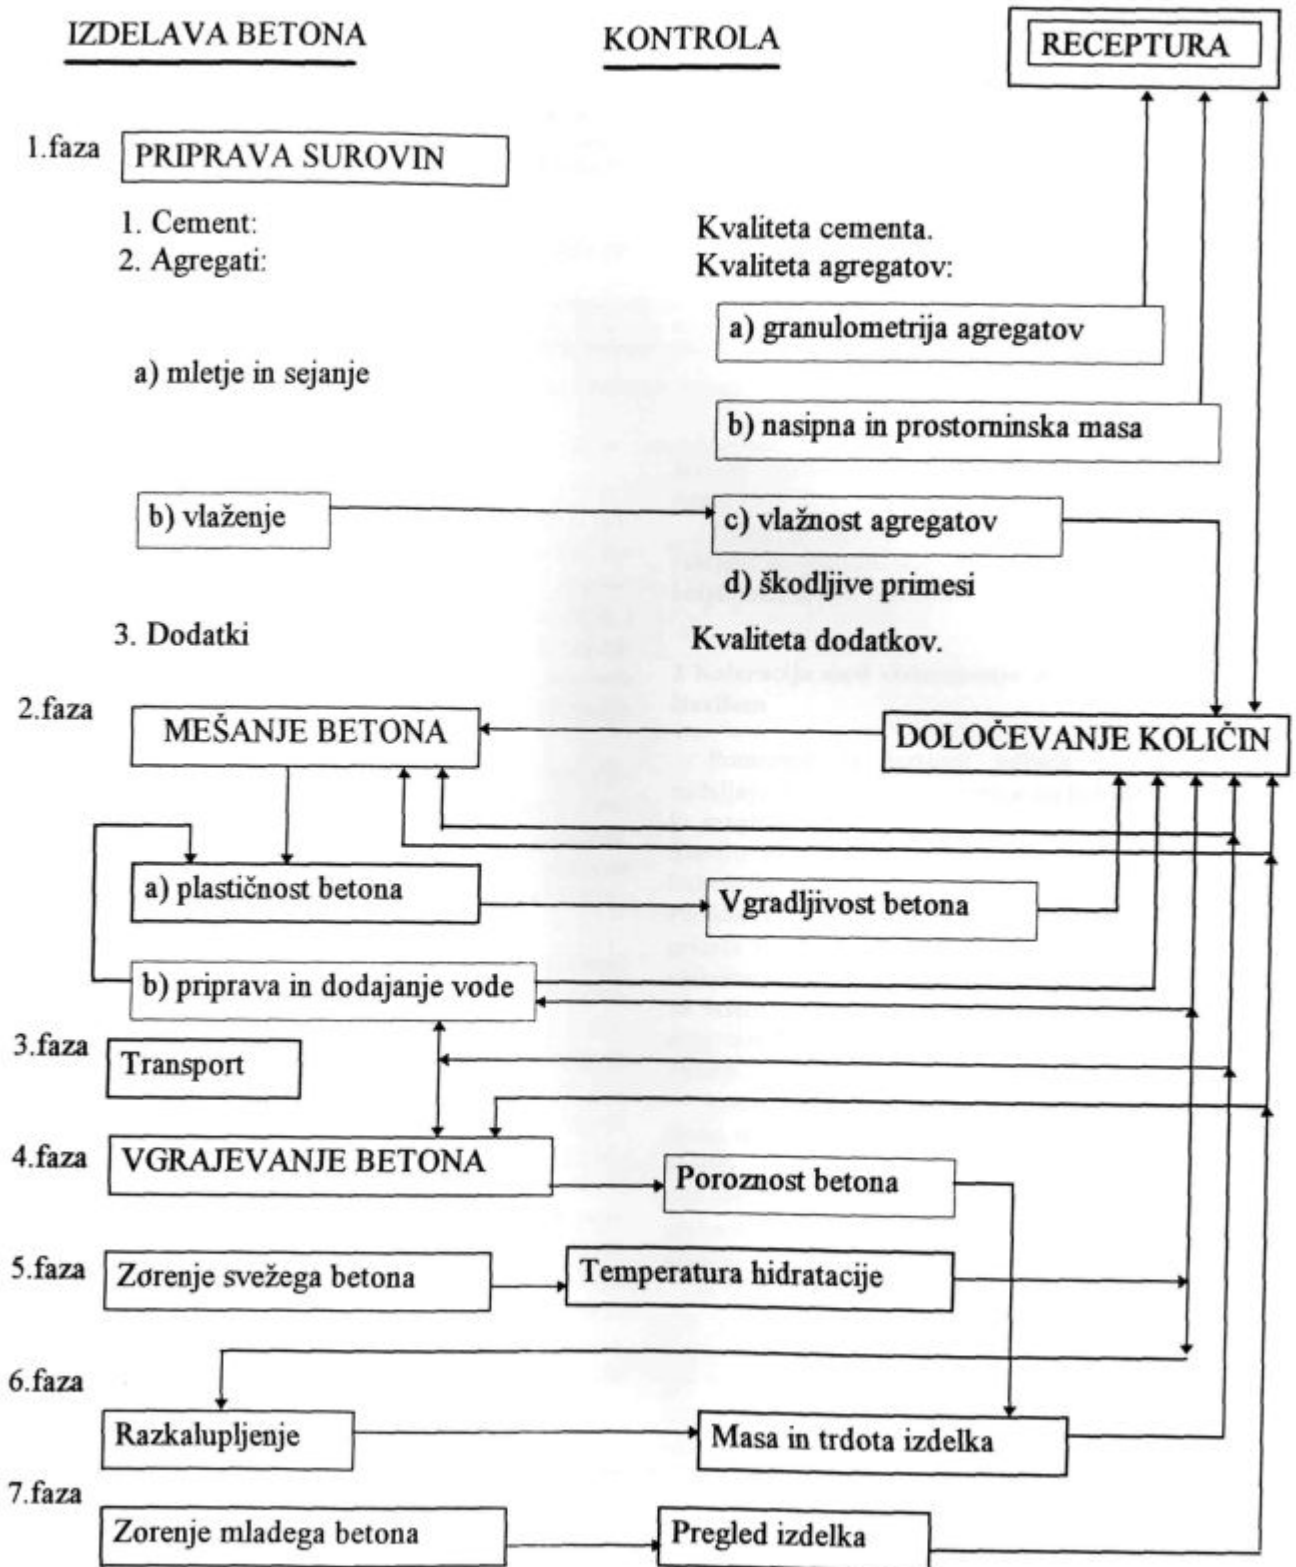 IZDELAVA BETONA
KONTROLA
RECEPTURA
1.faza
PRIPRAVA SUROVIN
1. Cement:
Kvaliteta cementa.
2. Agregati:
Kvaliteta agregatov:
a) granulometrija agregatov
a) mletje in sejanje
b) nasipna in prostorninska masa
b) vlaženje
c) vlažnost agregatov
d) škodljive primesi
3. Dodatki
Kvaliteta dodatkov.
2.faza
MEŠANJE BETONA
DOLOČEVANJE KOLIČIN
a) plastičnost betona
Vgradljivost betona
b) priprava in dodajanje vode
3.faza
Transport
4.faza
VGRAJEVANJE BETONA
Poroznost betona
5.faza
Zorenje svežega betona
Temperatura hidratacije
6.faza
Razkalupljenje
Masa in trdota izdelka
7.faza
Zorenje mladega betona
Pregled izdelka